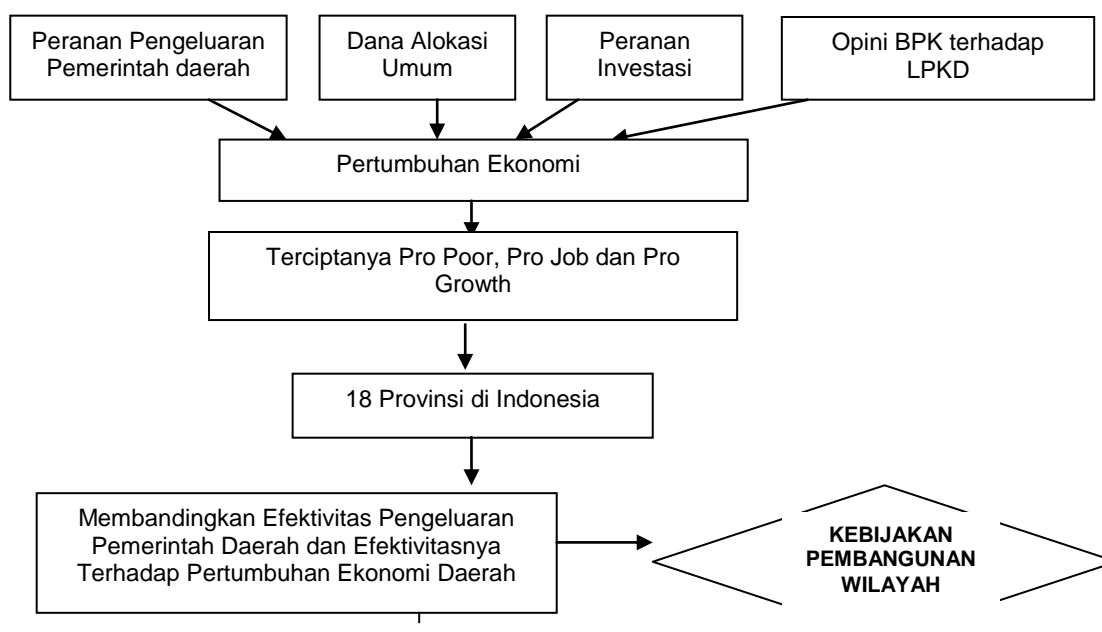 Peranan Pengeluaran
Pemerintah daerah
Dana Alokasi
Umum
Peranan
Investasi
Opini BPK terhadap
LPKD
Pertumbuhan Ekonomi
Terciptanya Pro Poor, Pro Job dan Pro
Growth
18 Provinsi di Indonesia
Membandingkan Efektivitas Pengeluaran
Pemerintah Daerah dan Efektivitasnya
Terhadap Pertumbuhan Ekonomi Daerah
KEBIJAKAN
PEMBANGUNAN
WILAYAH